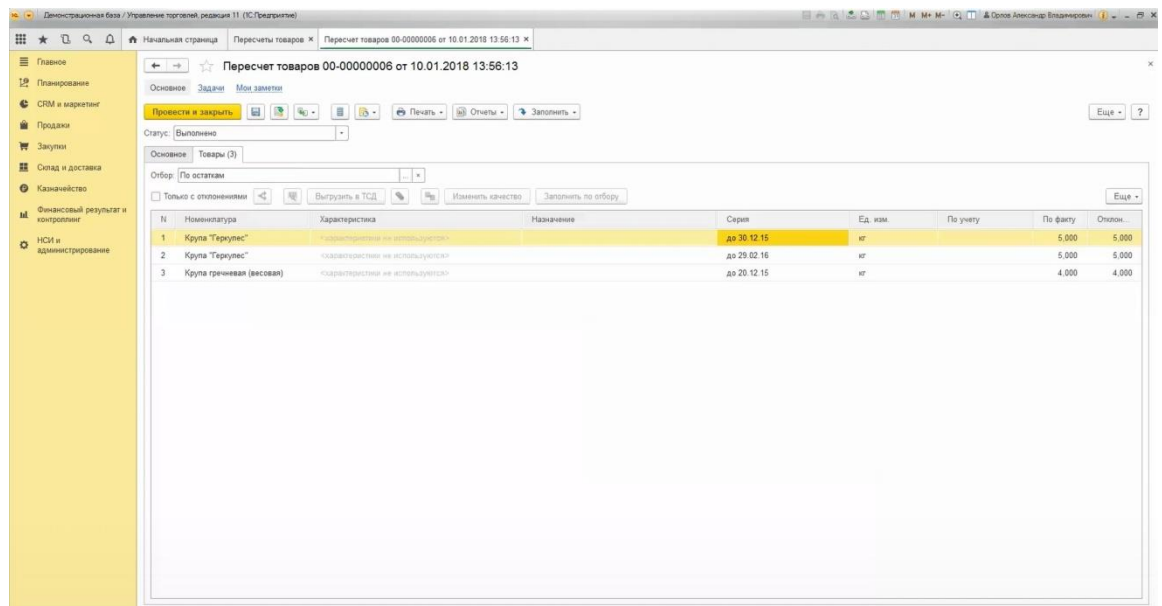 Демонстрационная база / Управление торговлей, редакция 11 (1С:Предприятие) M M+ M- Орлов Александр Владимирович
Начальная страница Пересчеты товаров × Пересчет товаров 00-00000006 от 10.01.2018 13:56:13 ×
Главное
Планирование
CRM и маркетинг
Продажи
Закупки
Склад и доставка
Казначейство
Финансовый результат и
контроллинг
НСИ и
администрирование
Пересчет товаров 00-00000006 от 10.01.2018 13:56:13
Основное Задачи Мои заметки
Провести и закрыть Печать Отчеты Заполнить Еще ?
Статус: Выполнено
Основное Товары (3)
Отбор: По остаткам ... ×
Только с отклонениями Выгрузить в ТСД Изменить качество Заполнить по отбору Еще
N Номенклатура Характеристика Назначение Серия Ед. изм. По учету По факту Отклон...
1 Крупа "Геркулес" <характеристики не используются> до 30.12.15 кг 5,000 5,000
2 Крупа "Геркулес" <характеристики не используются> до 29.02.16 кг 5,000 5,000
3 Крупа гречневая (весовая) <характеристики не используются> до 20.12.15 кг 4,000 4,000